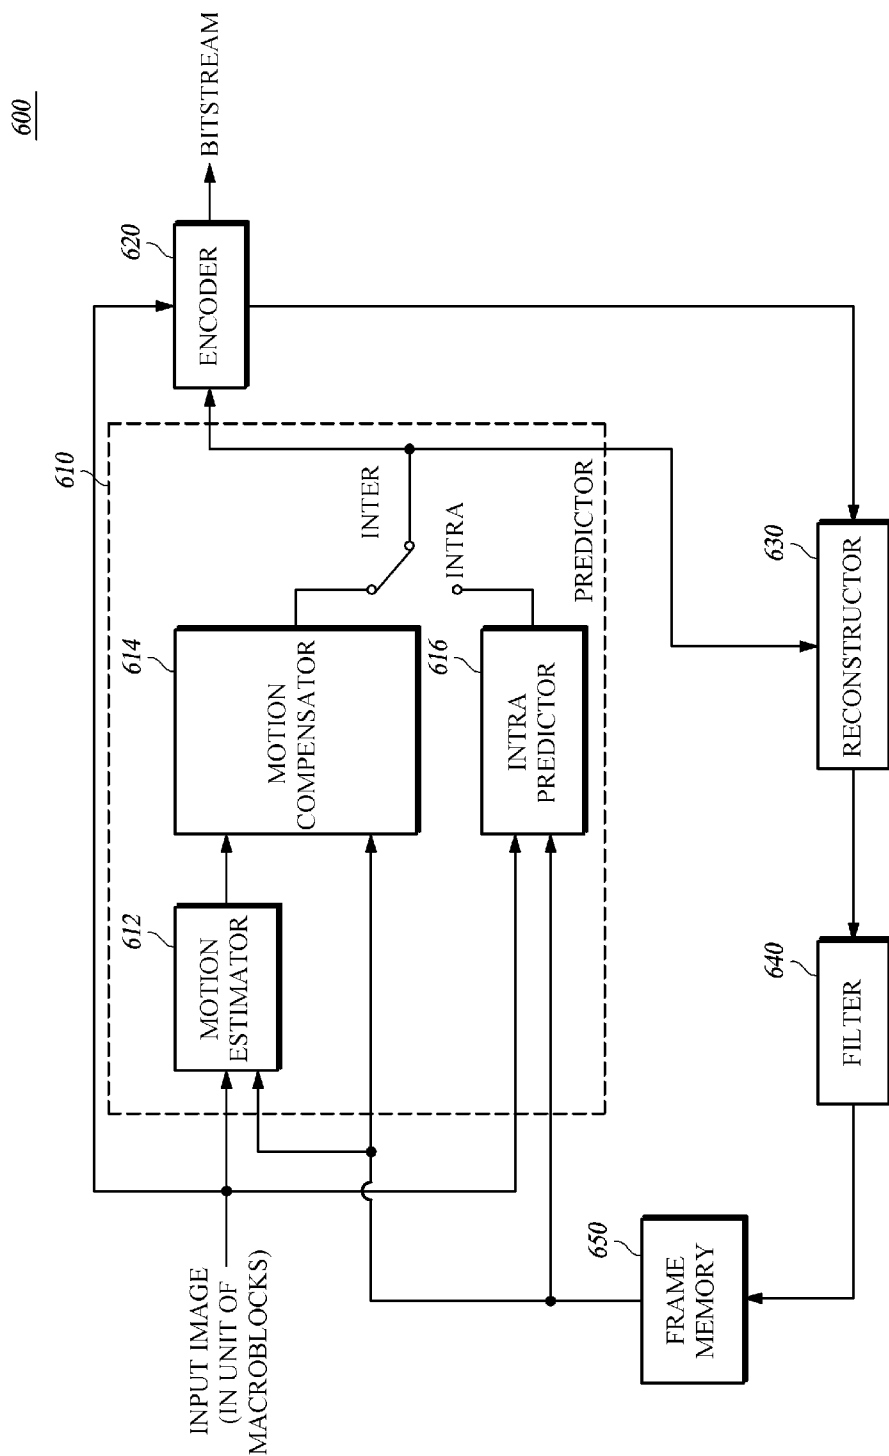 600
INPUT IMAGE
(IN UNIT OF
MACROBLOCKS)
610
612
MOTION
ESTIMATOR
614
MOTION
COMPENSATOR
616
INTRA
PREDICTOR
INTER
INTRA
PREDICTOR
620
ENCODER
BITSTREAM
650
FRAME
MEMORY
640
FILTER
630
RECONSTRUCTOR